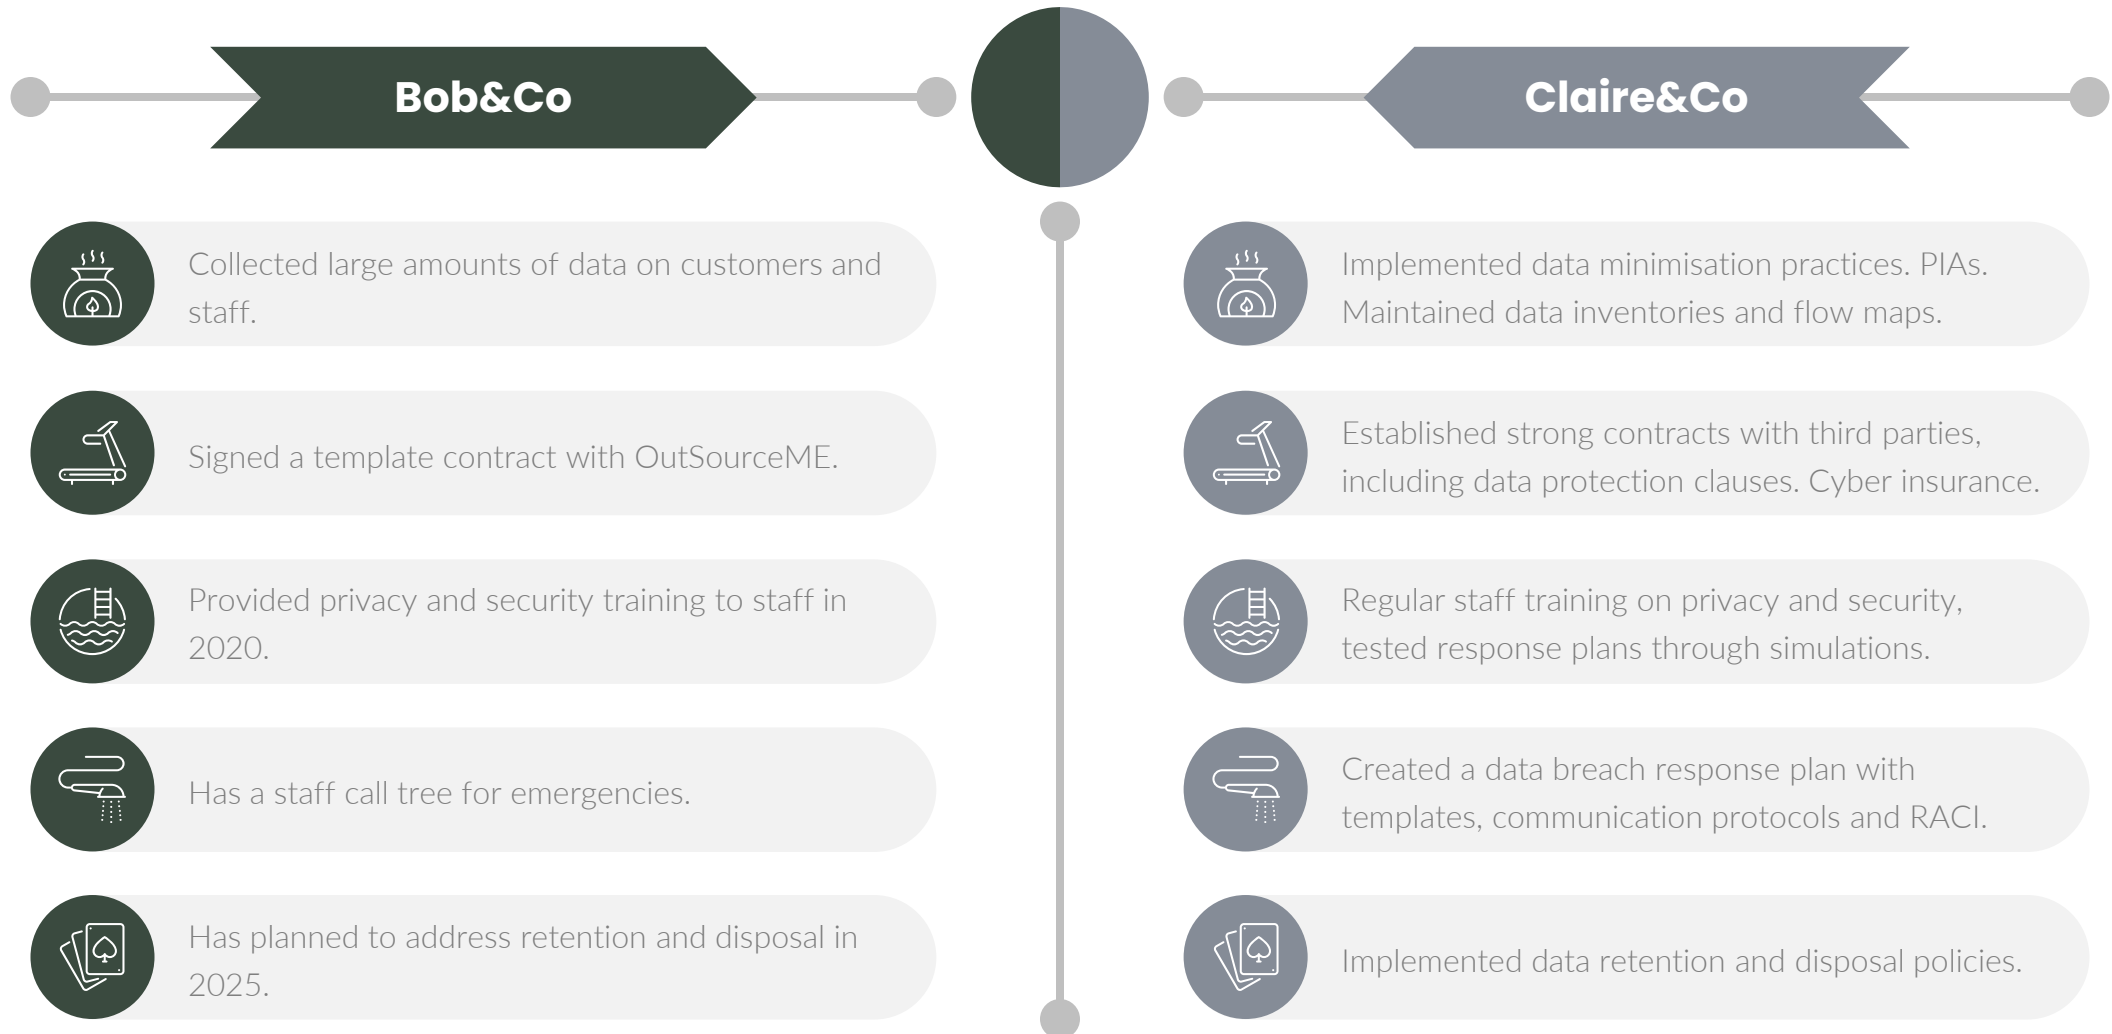 Bob&Co
Claire&Co
Collected large amounts of data on customers and
staff.
Signed a template contract with OutSourceME.
Provided privacy and security training to staff in
2020.
Has a staff call tree for emergencies.
Has planned to address retention and disposal in
2025.
Implemented data minimisation practices. PIAs.
Maintained data inventories and flow maps.
Established strong contracts with third parties,
including data protection clauses. Cyber insurance.
Regular staff training on privacy and security,
tested response plans through simulations.
Created a data breach response plan with
templates, communication protocols and RACI.
Implemented data retention and disposal policies.